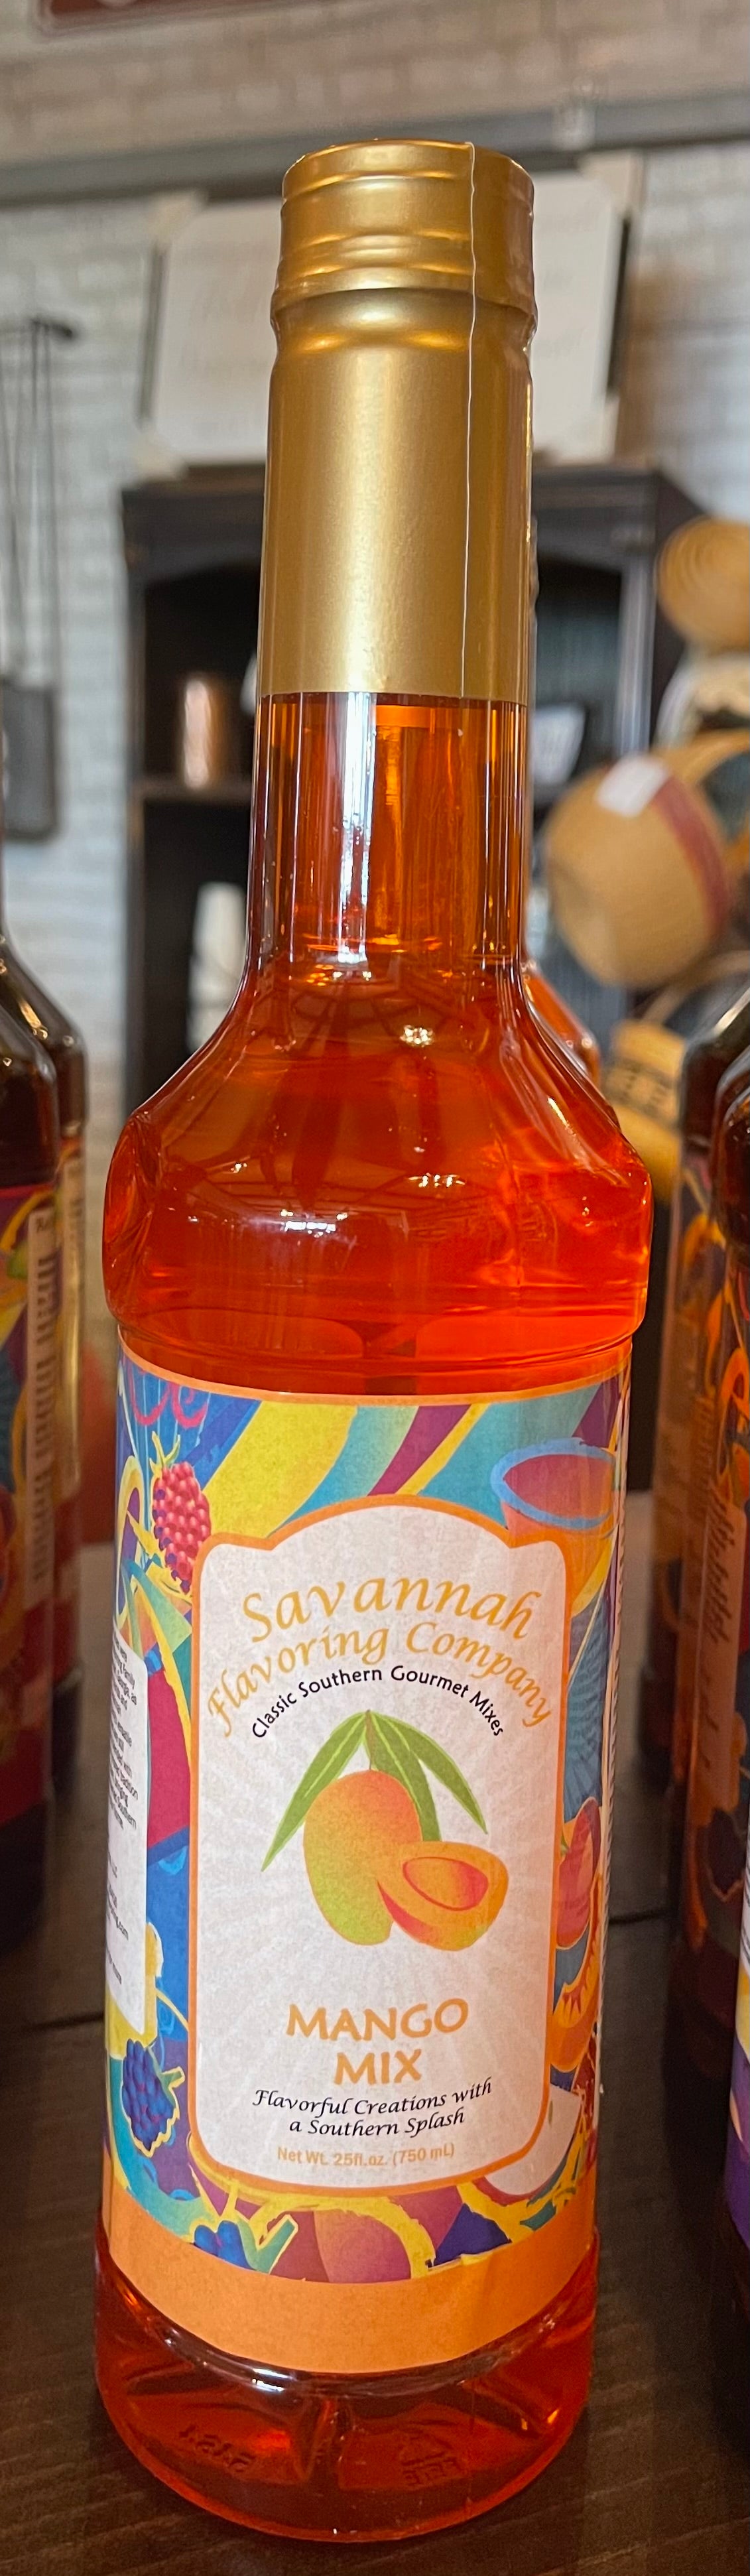 Savannah
Flavoring Company
Classic Southern Gourmet Mixes
MANGO
MIX
Flavorful Creations with
a Southern Splash
Net Wt. 25fl.oz. (750 mL)